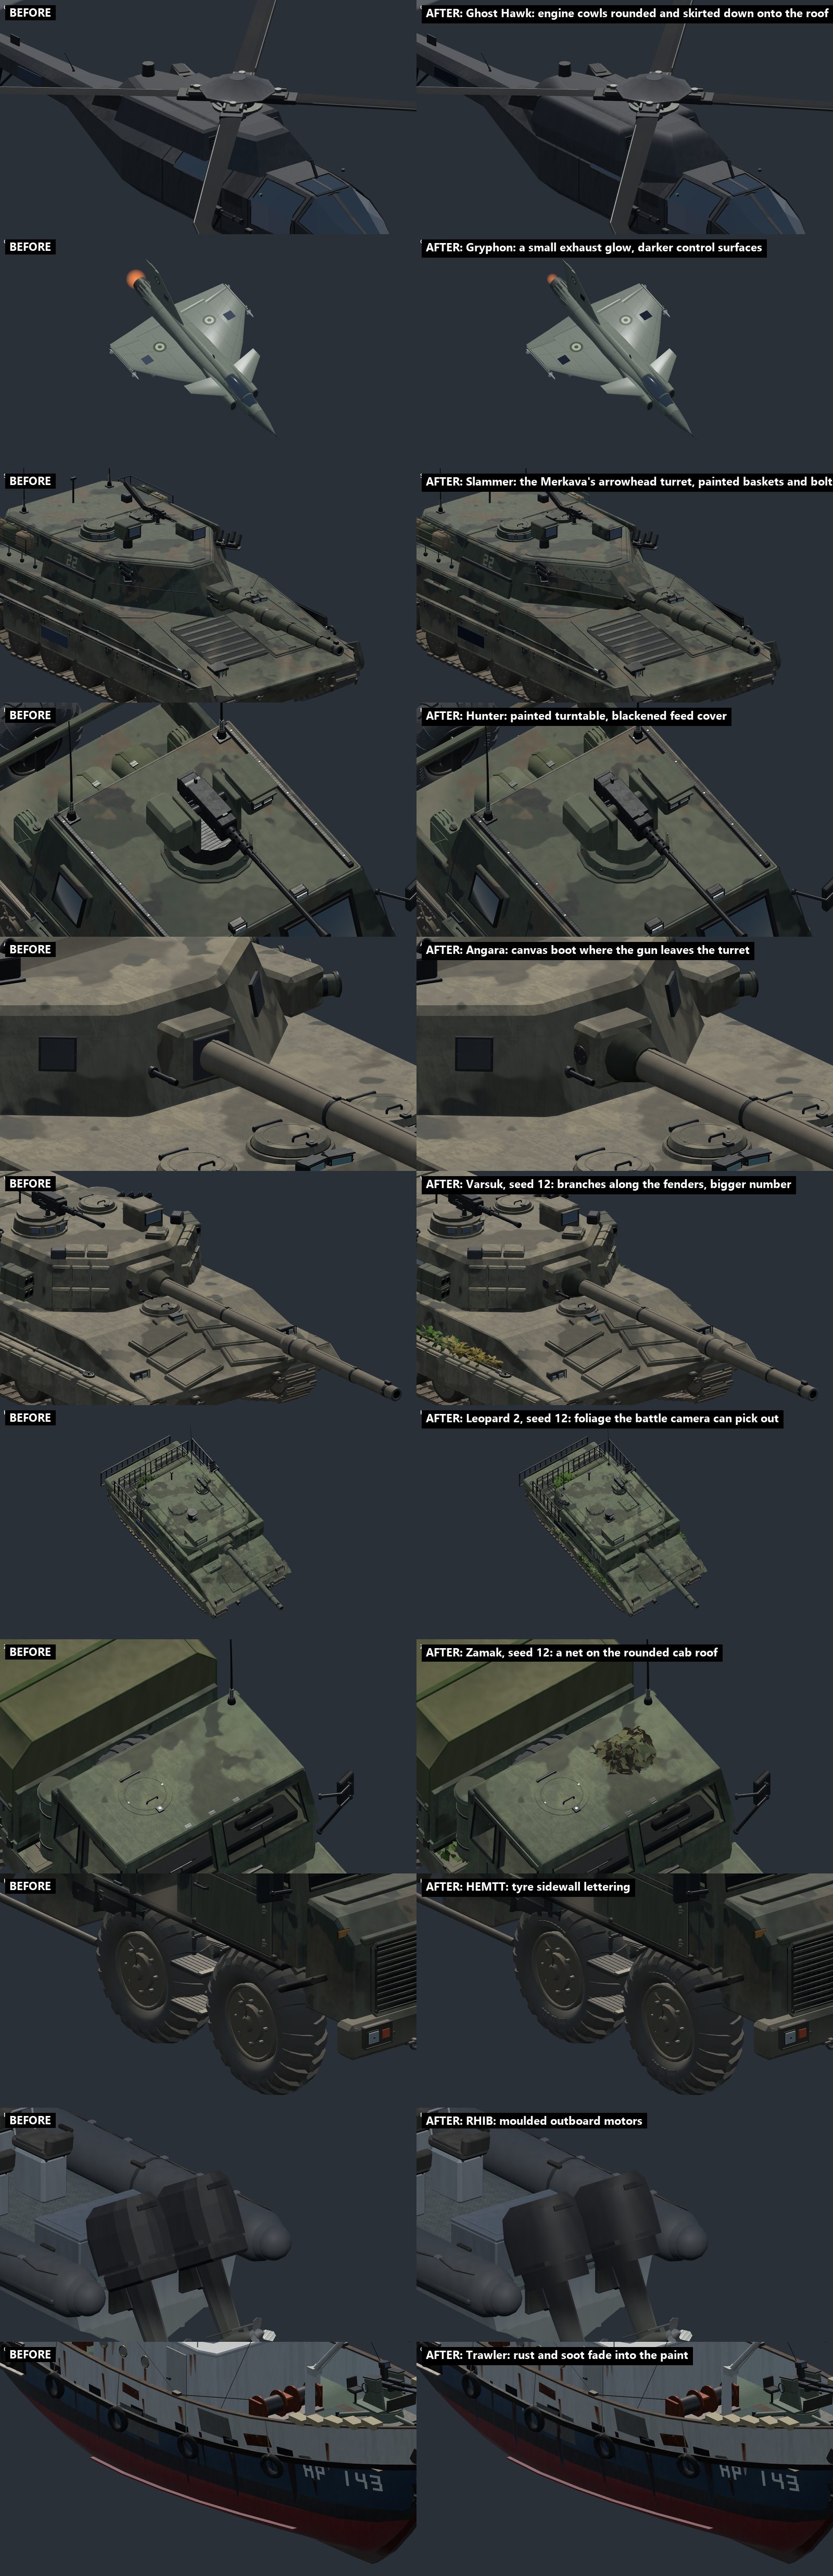 BEFORE
AFTER: Ghost Hawk: engine cowls rounded and skirted down onto the roof
BEFORE
AFTER: Gryphon: a small exhaust glow, darker control surfaces
BEFORE
AFTER: Slammer: the Merkava's arrowhead turret, painted baskets and bolt
22
22
BEFORE
AFTER: Hunter: painted turntable, blackened feed cover
BEFORE
AFTER: Angara: canvas boot where the gun leaves the turret
BEFORE
AFTER: Varsuk, seed 12: branches along the fenders, bigger number
BEFORE
AFTER: Leopard 2, seed 12: foliage the battle camera can pick out
BEFORE
AFTER: Zamak, seed 12: a net on the rounded cab roof
BEFORE
AFTER: HEMTT: tyre sidewall lettering
BEFORE
AFTER: RHIB: moulded outboard motors
BEFORE
AFTER: Trawler: rust and soot fade into the paint
143
143